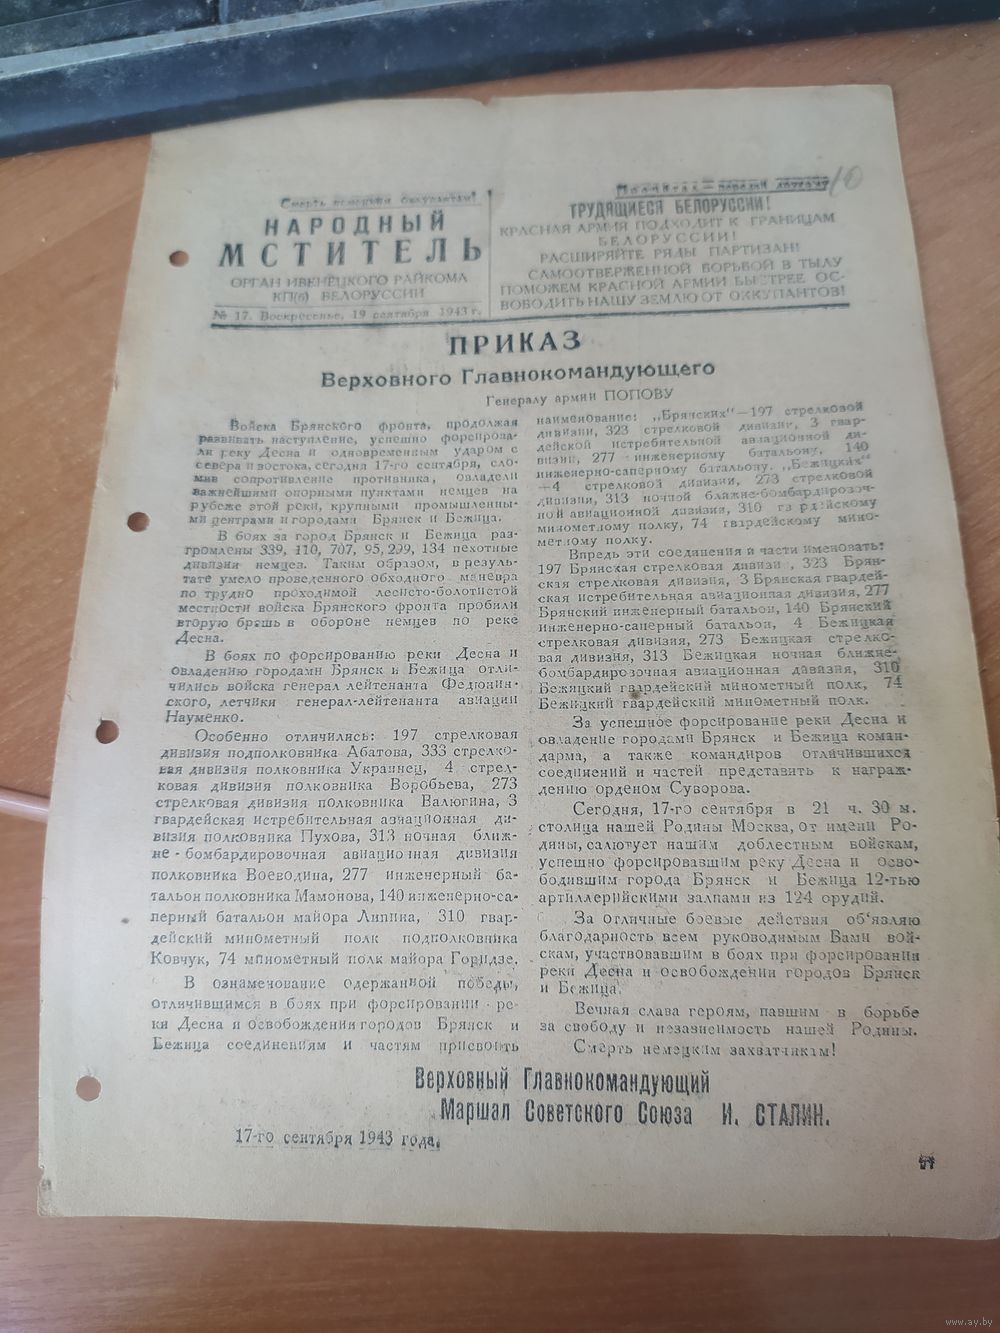 Смерть немецким оккупантам!
НАРОДНЫЙ
МСТИТЕЛЬ
ОРГАН ИВЕНЕЦКОГО РАЙКОМА
КП(б) БЕЛОРУССИИ
№ 17. Воскресенье, 19 сентября 1943 г.
Прочитал — передай другому
10
ТРУДЯЩИЕСЯ БЕЛОРУССИИ!
КРАСНАЯ АРМИЯ ПОДХОДИТ К ГРАНИЦАМ
БЕЛОРУССИИ!
РАСШИРЯЙТЕ РЯДЫ ПАРТИЗАН!
САМООТВЕРЖЕННОЙ БОРЬБОЙ В ТЫЛУ
ПОМОЖЕМ КРАСНОЙ АРМИИ БЫСТРЕЕ ОС-
ВОБОДИТЬ НАШУ ЗЕМЛЮ ОТ ОККУПАНТОВ!
ПРИКАЗ
Верховного Главнокомандующего
Генералу армии ПОПОВУ
Войска Брянского фронта, продолжая
развивать наступление, успешно форсирова-
ли реку Десна и одновременным ударом с
севера и востока, сегодня 17-го сентября, сло-
мив сопротивление противника, овладели
важнейшими опорными пунктами немцев на
рубеже этой реки, крупными промышленны-
ми центрами и городами Брянск и Бежица.
В боях за город Брянск и Бежица раз-
громлены 339, 110, 707, 95, 299, 134 пехотные
дивизии немцев. Таким образом, в резуль-
тате умело проведенного обходного маневра
по трудно проходимой лесисто-болотистой
местности войска Брянского фронта пробили
вторую брешь в обороне немцев по реке
Десна.
В боях по форсированию реки Десна и
овладению городами Брянск и Бежица отли-
чились войска генерал лейтенанта Федюнин-
ского, летчики генерал-лейтенанта авиации
Науменко.
Особенно отличились: 197 стрелковая
дивизия подполковника Абатова, 333 стрелко-
вая дивизия полковника Украинец, 4 стрел-
ковая дивизия полковника Воробьева, 273
стрелковая дивизия полковника Валюгина, 3
гвардейская истребительная авиационная ди-
визия полковника Пухова, 313 ночная ближ-
не-бомбардировочная авиационная дивизия
полковника Воеводина, 277 инженерный ба-
тальон полковника Мамонова, 140 инженерно-са-
перный батальон майора Липина, 310 гвар-
дейский минометный полк подполковника
Ковчук, 74 минометный полк майора Горидзе.
В ознаменование одержанной победы,
отличившимся в боях при форсировании ре-
ки Десна и освобождении городов Брянск и
Бежица соединениям и частям присвоить
наименование: „Брянских“—197 стрелковой
дивизии, 323 стрелковой дивизии, 3 гвар-
дейской истребительной авиационной ди-
визии, 277 инженерному батальону, 140
инженерно-саперному батальону. „Бежицких“
—4 стрелковой дивизии, 273 стрелковой
дивизии, 313 ночной ближне-бомбардировоч-
ной авиационной дивизии, 310 гвардейскому
минометному полку, 74 гвардейскому мино-
метному полку.
Впредь эти соединения и части именовать:
197 Брянская стрелковая дивизия, 323 Брян-
ская стрелковая дивизия, 3 Брянская гвардей-
ская истребительная авиационная дивизия, 277
Брянский инженерный батальон, 140 Брянский
инженерно-саперный батальон, 4 Бежицкая
стрелковая дивизия, 273 Бежицкая стрелко-
вая дивизия, 313 Бежицкая ночная ближне-
бомбардировочная авиационная дивизия, 310
Бежицкий гвардейский минометный полк, 74
Бежицкий гвардейский минометный полк.
За успешное форсирование реки Десна и
овладение городами Брянск и Бежица коман-
дарма, а также командиров отличившихся
соединений и частей представить к награж-
дению орденом Суворова.
Сегодня, 17-го сентября в 21 ч. 30 м.
столица нашей Родины Москва, от имени Ро-
дины, салютует нашим доблестным войскам,
успешно форсировавшим реку Десна и осво-
бодившим города Брянск и Бежица 12-тью
артиллерийскими залпами из 124 орудий.
За отличные боевые действия об'являю
благодарность всем руководимым Вами вой-
скам, участвовавшим в боях при форсировании
реки Десна и освобождении городов Брянск
и Бежица.
Вечная слава героям, павшим в борьбе
за свободу и независимость нашей Родины.
Смерть немецким захватчикам!
Верховный Главнокомандующий
Маршал Советского Союза И. СТАЛИН.
17-го сентября 1943 года.
www.ay.by